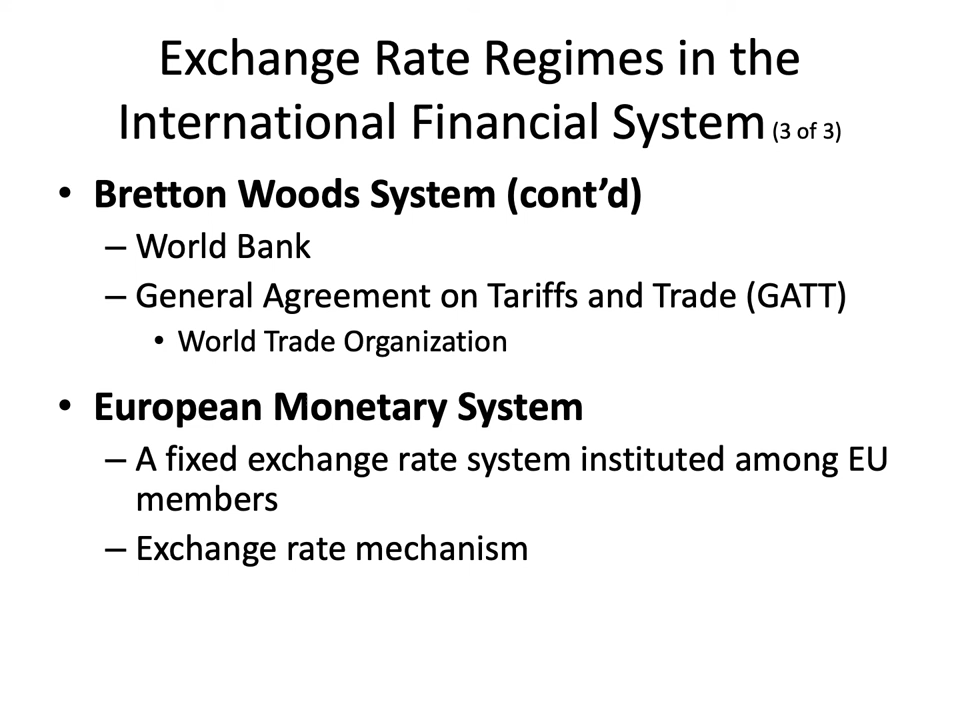 Exchange Rate Regimes in the
International Financial System (3 of 3)
• Bretton Woods System (cont’d)
– World Bank
– General Agreement on Tariffs and Trade (GATT)
• World Trade Organization
• European Monetary System
– A fixed exchange rate system instituted among EU
members
– Exchange rate mechanism